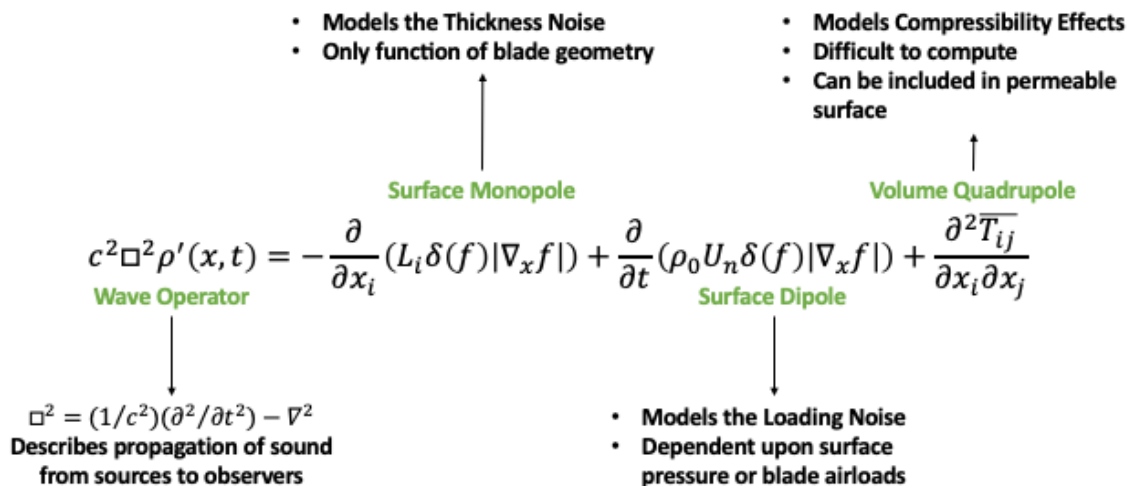 • Models the Thickness Noise
• Only function of blade geometry
• Models Compressibility Effects
• Difficult to compute
• Can be included in permeable
surface
Surface Monopole
Volume Quadrupole
c²□²ρ′(x, t) = −∂/∂xᵢ (Lᵢδ(f)|∇ₓf|) + ∂/∂t (ρ₀Uₙδ(f)|∇ₓf|) + ∂²T̅ᵢⱼ/∂xᵢ∂xⱼ
Wave Operator
Surface Dipole
□² = (1/c²)(∂²/∂t²) − ∇²
Describes propagation of sound
from sources to observers
• Models the Loading Noise
• Dependent upon surface
pressure or blade airloads